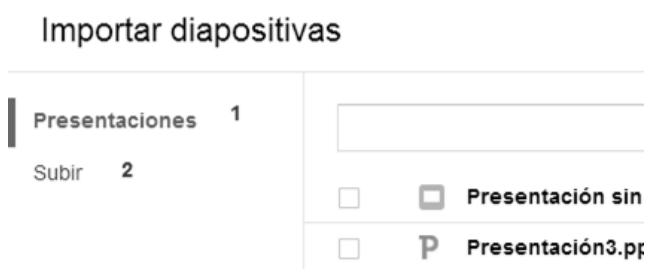 Importar diapositivas
Presentaciones 1
Subir 2
Presentación sin
P Presentación3.pp